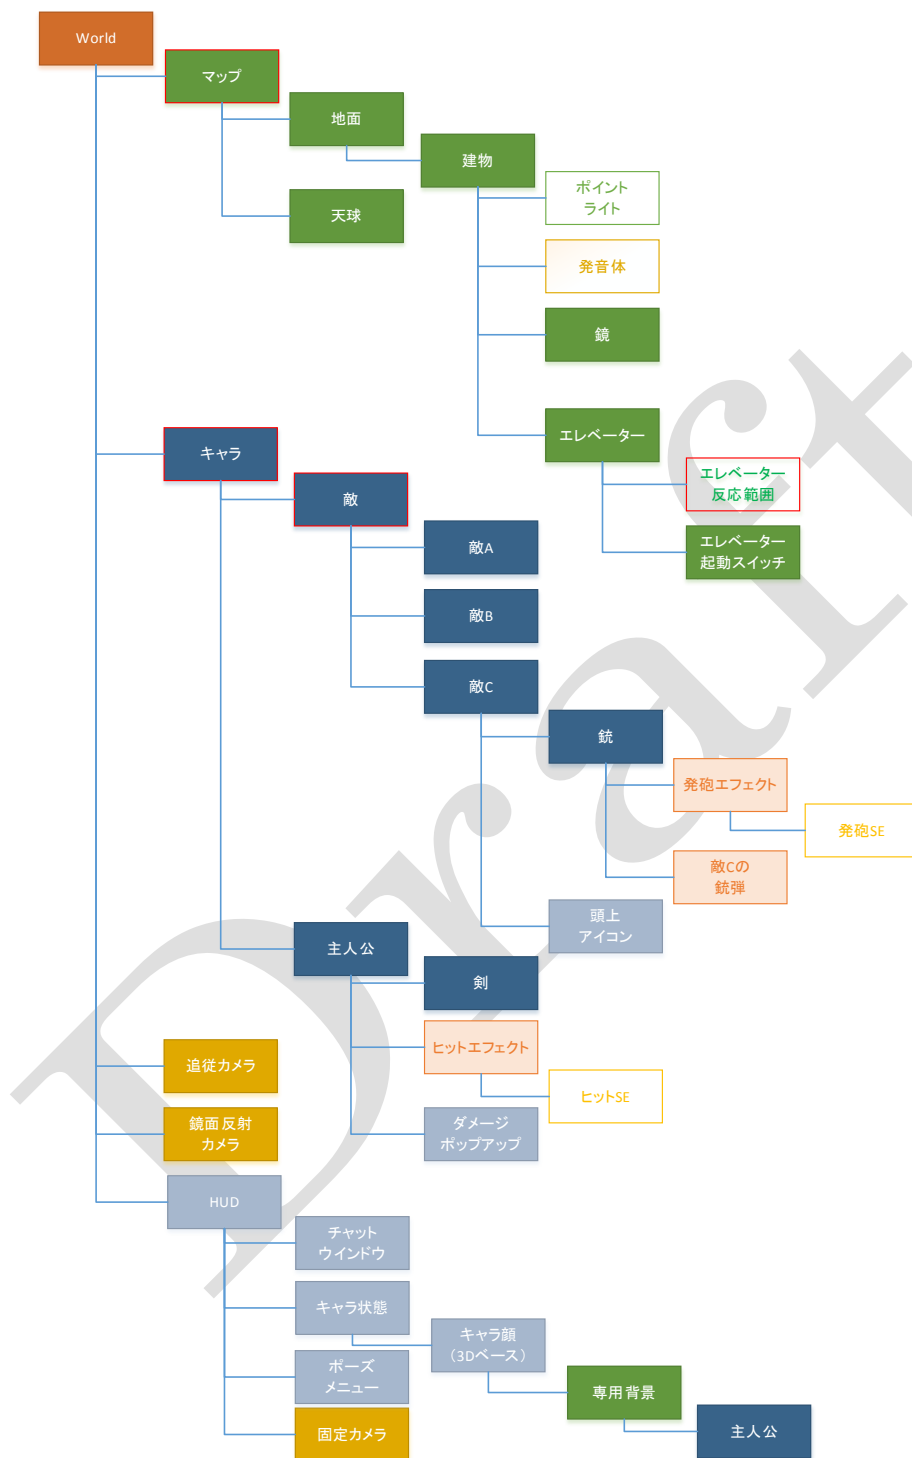 World
マップ
地面
建物
ポイント
ライト
天球
発音体
鏡
エレベーター
キャラ
エレベーター
反応範囲
敵
エレベーター
起動スイッチ
敵A
敵B
敵C
銃
発砲エフェクト
発砲SE
敵Cの
銃弾
頭上
アイコン
主人公
剣
ヒットエフェクト
追従カメラ
ヒットSE
鏡面反射
カメラ
ダメージ
ポップアップ
HUD
チャット
ウインドウ
キャラ状態
キャラ顔
（3Dベース）
ポーズ
メニュー
専用背景
固定カメラ
主人公
Draft